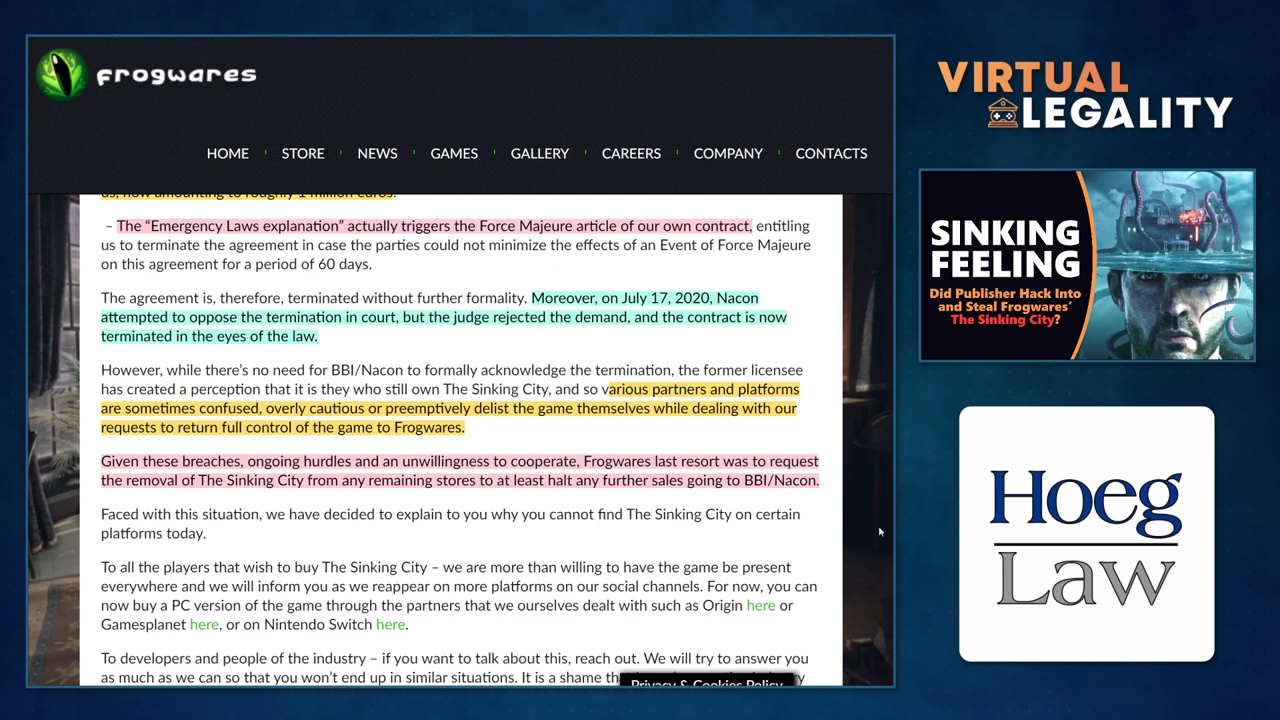 frogwares
HOME
STORE
NEWS
GAMES
GALLERY
CAREERS
COMPANY
CONTACTS
us, now amounting to roughly 1 million euros.
– The “Emergency Laws explanation” actually triggers the Force Majeure article of our own contract, entitling
us to terminate the agreement in case the parties could not minimize the effects of an Event of Force Majeure
on this agreement for a period of 60 days.
The agreement is, therefore, terminated without further formality. Moreover, on July 17, 2020, Nacon
attempted to oppose the termination in court, but the judge rejected the demand, and the contract is now
terminated in the eyes of the law.
However, while there’s no need for BBI/Nacon to formally acknowledge the termination, the former licensee
has created a perception that it is they who still own The Sinking City, and so various partners and platforms
are sometimes confused, overly cautious or preemptively delist the game themselves while dealing with our
requests to return full control of the game to Frogwares.
Given these breaches, ongoing hurdles and an unwillingness to cooperate, Frogwares last resort was to request
the removal of The Sinking City from any remaining stores to at least halt any further sales going to BBI/Nacon.
Faced with this situation, we have decided to explain to you why you cannot find The Sinking City on certain
platforms today.
To all the players that wish to buy The Sinking City – we are more than willing to have the game be present
everywhere and we will inform you as we reappear on more platforms on our social channels. For now, you can
now buy a PC version of the game through the partners that we ourselves dealt with such as Origin here or
Gamesplanet here, or on Nintendo Switch here.
To developers and people of the industry – if you want to talk about this, reach out. We will try to answer you
as much as we can so that you won’t end up in similar situations. It is a shame
Privacy & Cookies Policy
VIRTUAL
LEGALITY
SINKING
FEELING
Did Publisher Hack Into
and Steal Frogwares’
The Sinking City?
Hoeg
Law